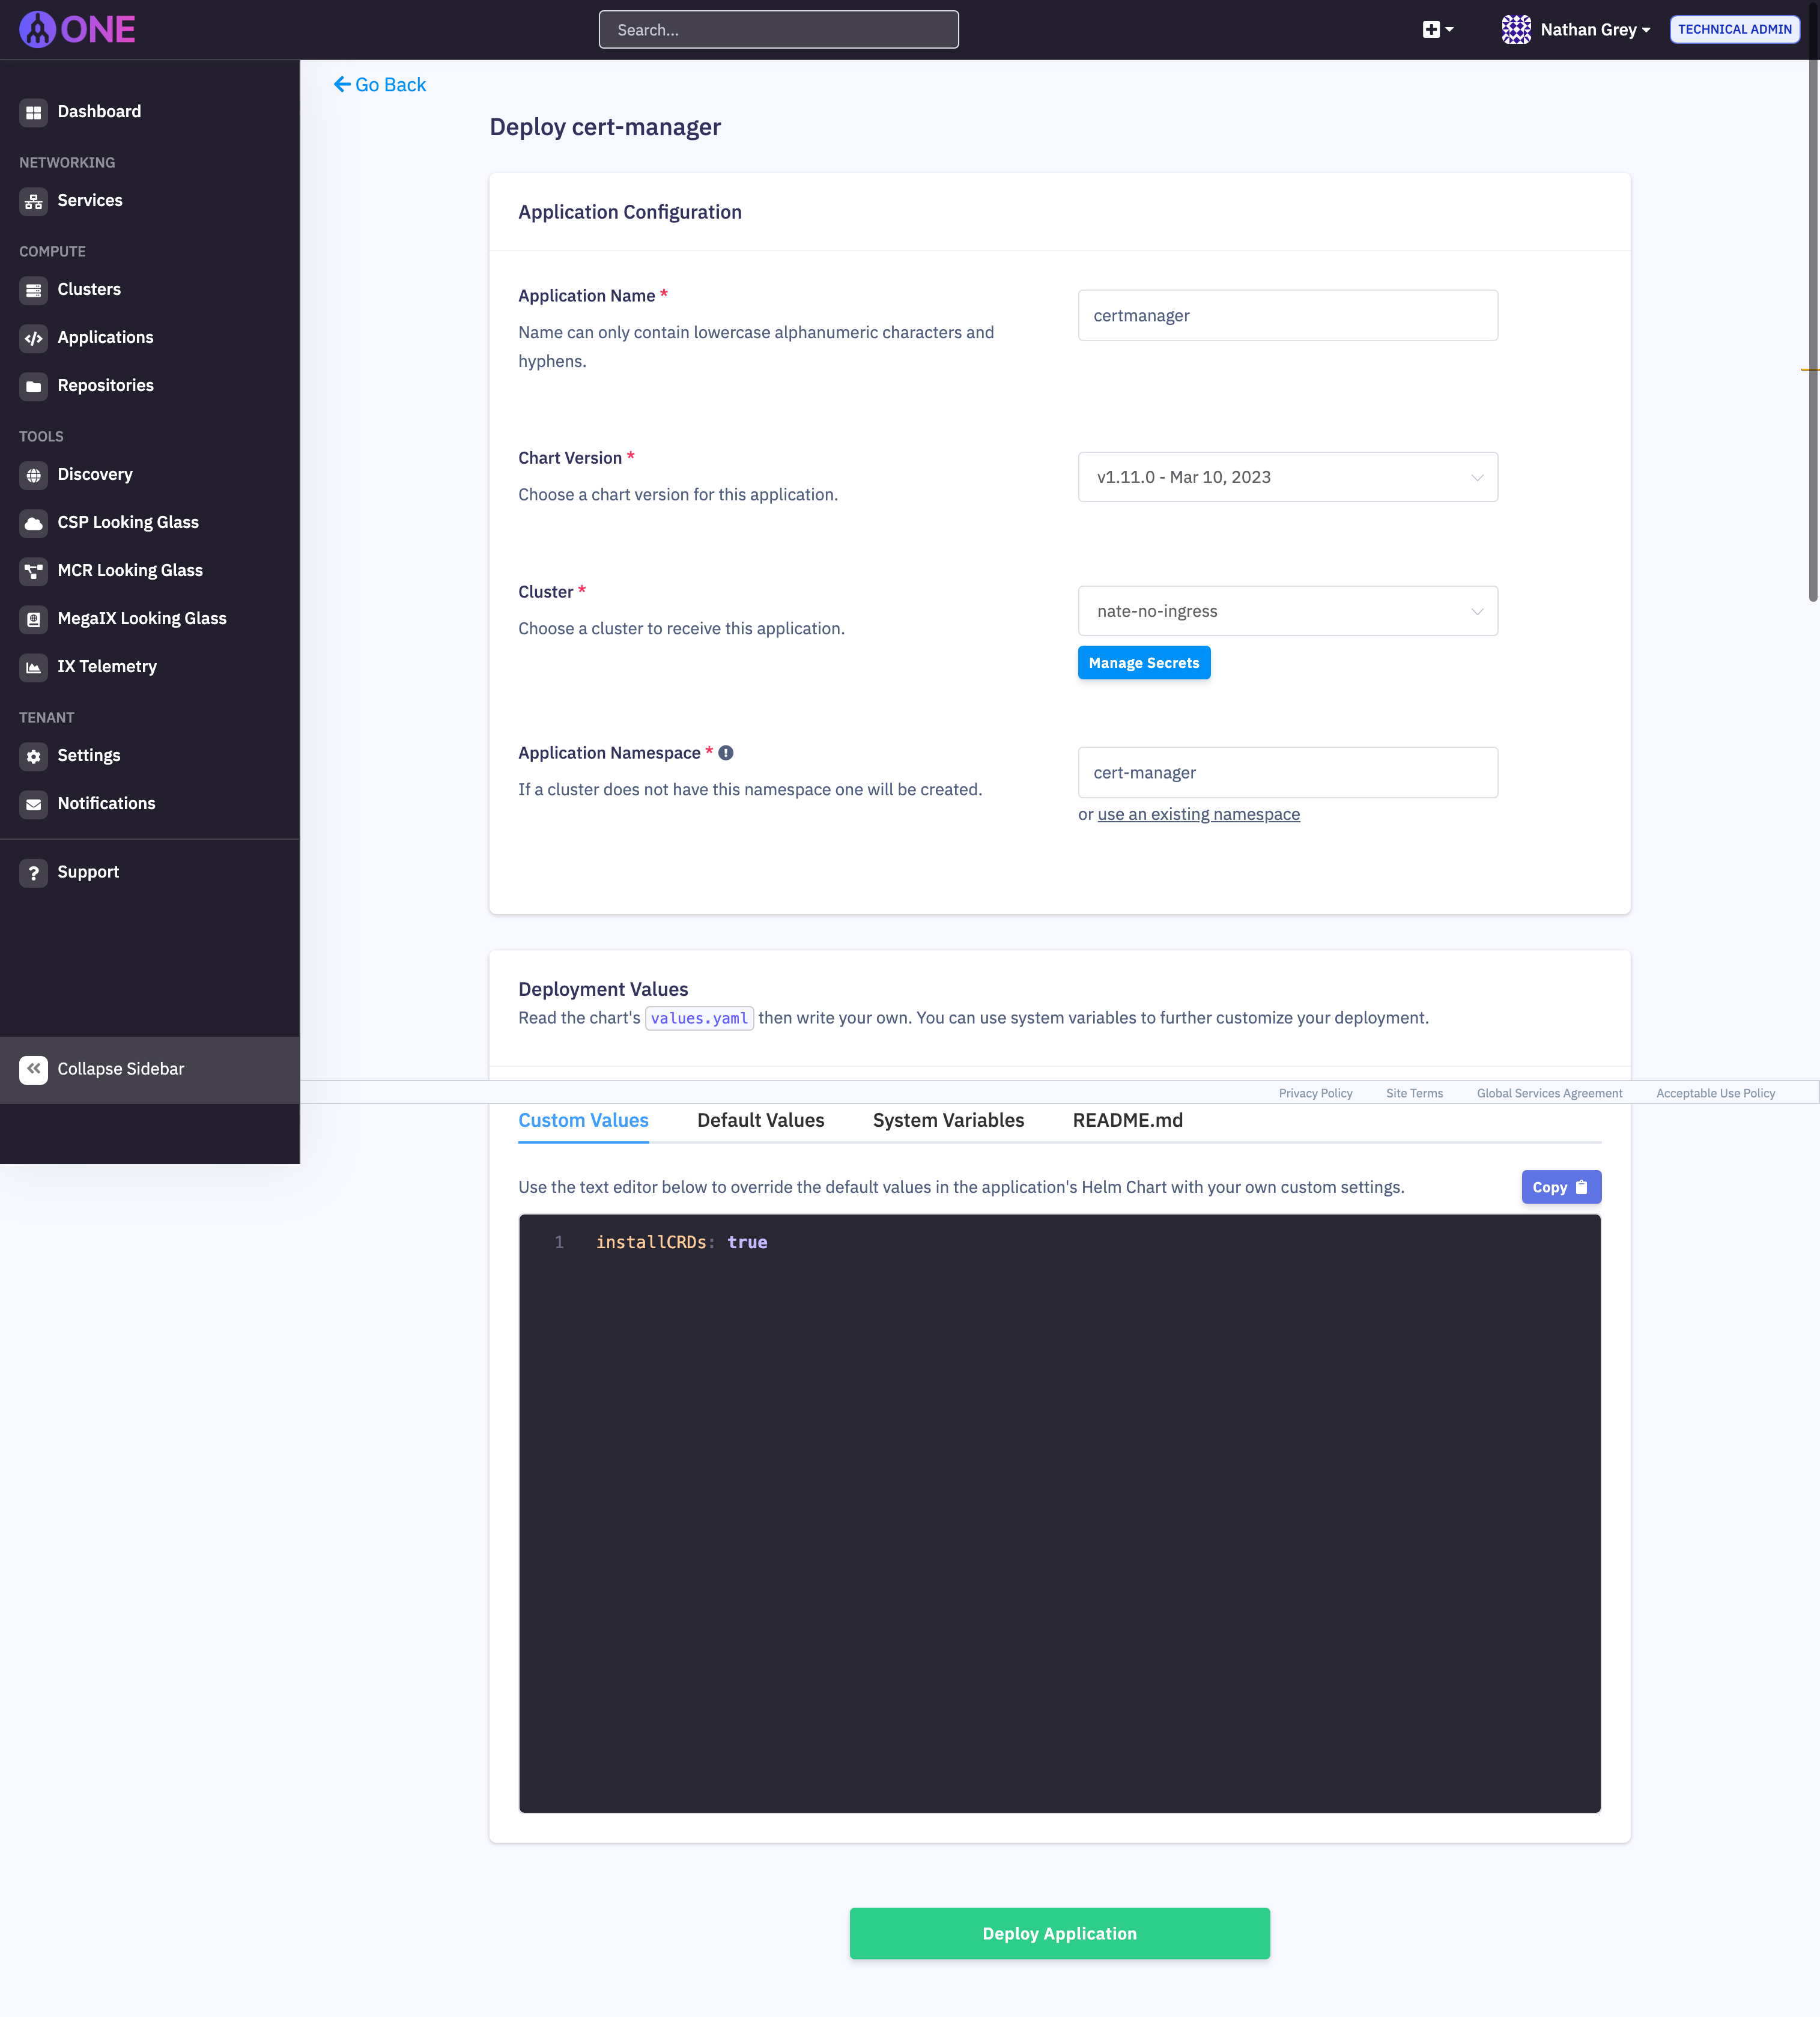 ONE
Search...
Nathan Grey
TECHNICAL ADMIN
Dashboard
NETWORKING
Services
COMPUTE
Clusters
Applications
Repositories
TOOLS
Discovery
CSP Looking Glass
MCR Looking Glass
MegaIX Looking Glass
IX Telemetry
TENANT
Settings
Notifications
Support
Collapse Sidebar
Go Back
Deploy cert-manager
Application Configuration
Application Name *
Name can only contain lowercase alphanumeric characters and
hyphens.
certmanager
Chart Version *
Choose a chart version for this application.
v1.11.0 - Mar 10, 2023
Cluster *
Choose a cluster to receive this application.
nate-no-ingress
Manage Secrets
Application Namespace *
If a cluster does not have this namespace one will be created.
cert-manager
or use an existing namespace
Deployment Values
Read the chart's values.yaml then write your own. You can use system variables to further customize your deployment.
Privacy Policy Site Terms Global Services Agreement Acceptable Use Policy
Custom Values Default Values System Variables README.md
Use the text editor below to override the default values in the application's Helm Chart with your own custom settings.
Copy
1 installCRDs: true
Deploy Application